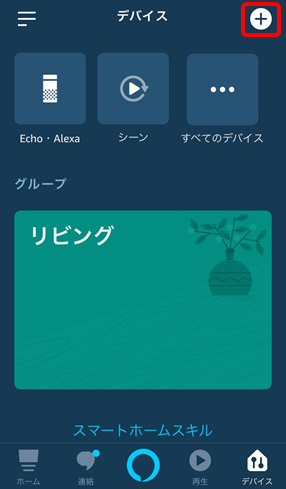 デバイス
Echo・Alexa
シーン
すべてのデバイス
グループ
リビング
スマートホームスキル
ホーム
連絡
再生
デバイス